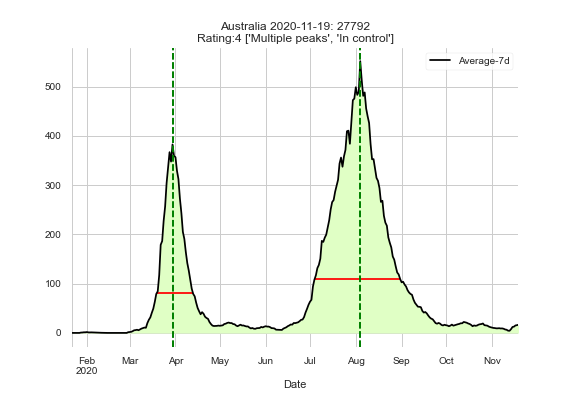 Australia 2020-11-19: 27792
Rating:4 ['Multiple peaks', 'In control']
Average-7d
500
400
300
200
100
0
Feb Mar Apr May Jun Jul Aug Sep Oct Nov
2020
Date